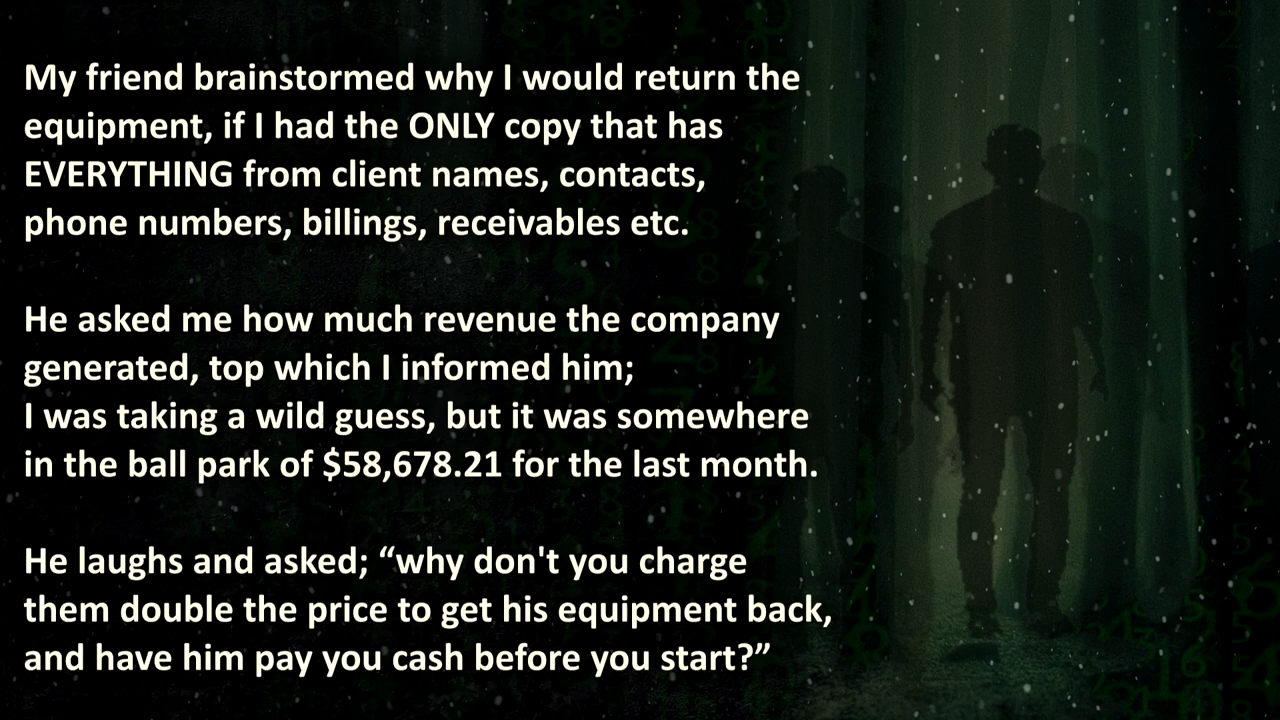 My friend brainstormed why I would return the
equipment, if I had the ONLY copy that has
EVERYTHING from client names, contacts,
phone numbers, billings, receivables etc.
He asked me how much revenue the company
generated, top which I informed him;
I was taking a wild guess, but it was somewhere
in the ball park of $58,678.21 for the last month.
He laughs and asked; “why don't you charge
them double the price to get his equipment back,
and have him pay you cash before you start?”